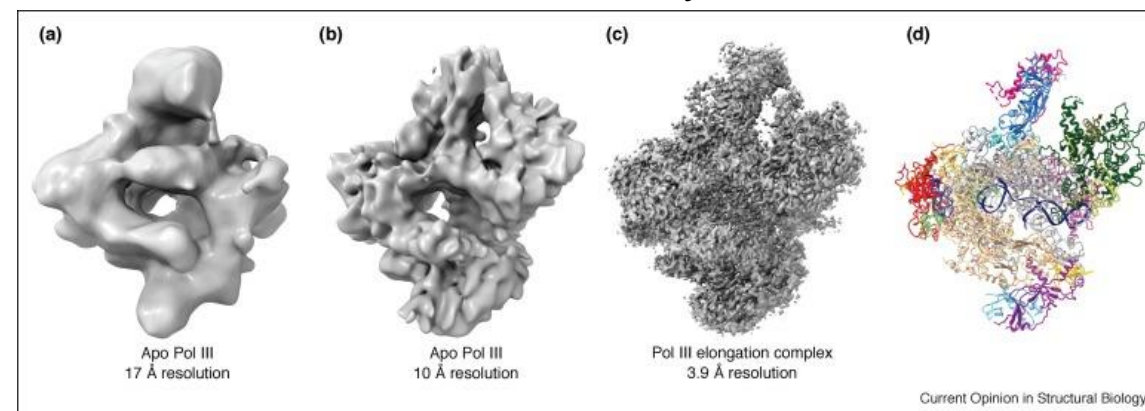 (a)
(b)
(c)
(d)
Apo Pol III
17 Å resolution
Apo Pol III
10 Å resolution
Pol III elongation complex
3.9 Å resolution
Current Opinion in Structural Biology